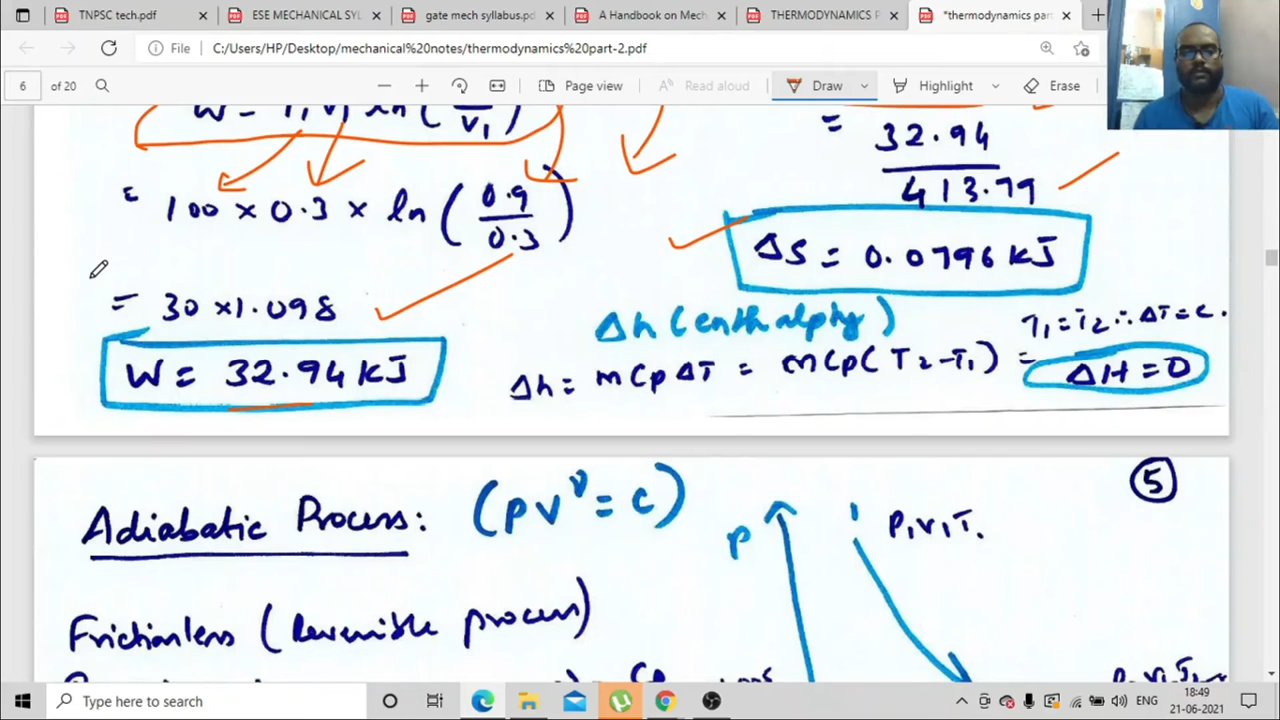 TNPSC tech.pdf
ESE MECHANICAL SYL
gate mech syllabus.pd
A Handbook on Mech
THERMODYNAMICS P
*thermodynamics par
File C:/Users/HP/Desktop/mechanical%20notes/thermodynamics%20part-2.pdf
6 of 20 Page view Read aloud Draw Highlight Erase
= 100 × 0.3 × ln (0.9/0.3)
= 30 × 1.098
W = 32.94 KJ
= 32.94/413.79
ΔS = 0.0796 KJ
Δh (enthalpy)
T₁ = T₂ ∴ ΔT = c.
Δh = mCpΔT = mCp(T₂-T₁) = ΔH = 0
5
Adiabatic Process: (PVᵞ = C)
P
P₁V₁T₁
Frictionless (Reversible process)
Type here to search
ENG
18:49
21-06-2021